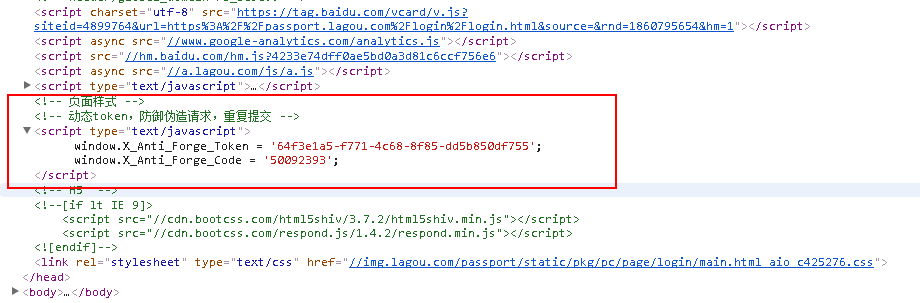 <script charset="utf-8" src="https://tag.baidu.com/vcard/v.js?
siteid=4899764&url=https%3A%2F%2Fpassport.lagou.com%2Flogin%2Flogin.html&source=&rnd=1860795654&hm=1"></script>
<script async src="//www.google-analytics.com/analytics.js"></script>
<script src="//hm.baidu.com/hm.js?4233e74dff0ae5bd0a3d81c6ccf756e6"></script>
<script async src="//a.lagou.com/js/a.js"></script>
<script type="text/javascript">…</script>
<!-- 页面样式 -->
<!-- 动态token，防御伪造请求，重复提交 -->
<script type="text/javascript">
window.X_Anti_Forge_Token = '64f3e1a5-f771-4c68-8f85-dd5b850df755';
window.X_Anti_Forge_Code = '50092393';
</script>
<!-- H5 -->
<!--[if lt IE 9]>
<script src="//cdn.bootcss.com/html5shiv/3.7.2/html5shiv.min.js"></script>
<script src="//cdn.bootcss.com/respond.js/1.4.2/respond.min.js"></script>
<![endif]-->
<link rel="stylesheet" type="text/css" href="//img.lagou.com/passport/static/pkg/pc/page/login/main.html_aio_c425276.css">
</head>
<body>…</body>